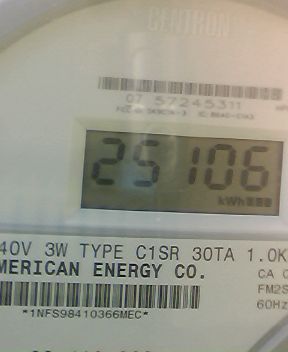 CENTRON
07 57245311
25106
kWh
40V 3W TYPE C1SR 30TA 1.0K
MERICAN ENERGY CO.
CA
FM2S
60Hz
*1NFS98410366MEC*